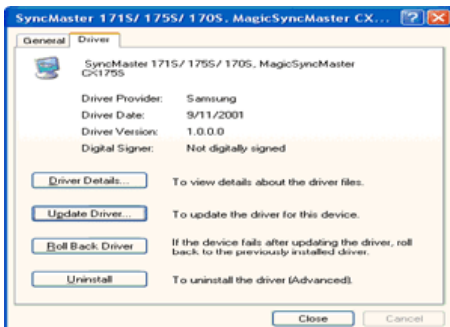 SyncMaster 171S/ 175S/ 170S, MagicSyncMaster CX...
General Driver
SyncMaster 171S/ 175S/ 170S, MagicSyncMaster
CX175S
Driver Provider: Samsung
Driver Date: 9/11/2001
Driver Version: 1.0.0.0
Digital Signer: Not digitally signed
Driver Details... To view details about the driver files.
Update Driver... To update the driver for this device.
Roll Back Driver If the device fails after updating the driver, roll
back to the previously installed driver.
Uninstall To uninstall the driver (Advanced).
Close Cancel